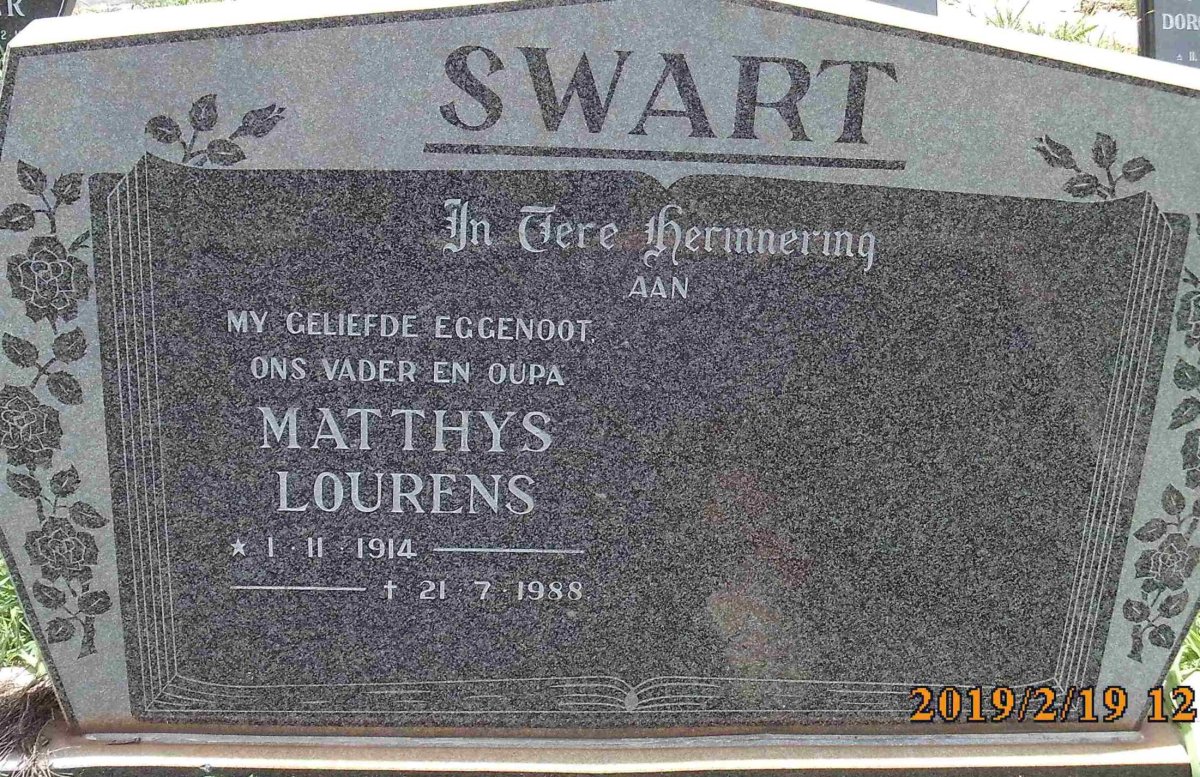 SWART
In Tere Herinnering
AAN
MY GELIEFDE EGGENOOT,
ONS VADER EN OUPA
MATTHYS
LOURENS
★ 1·11·1914
† 21·7·1988
2019/2/19 12